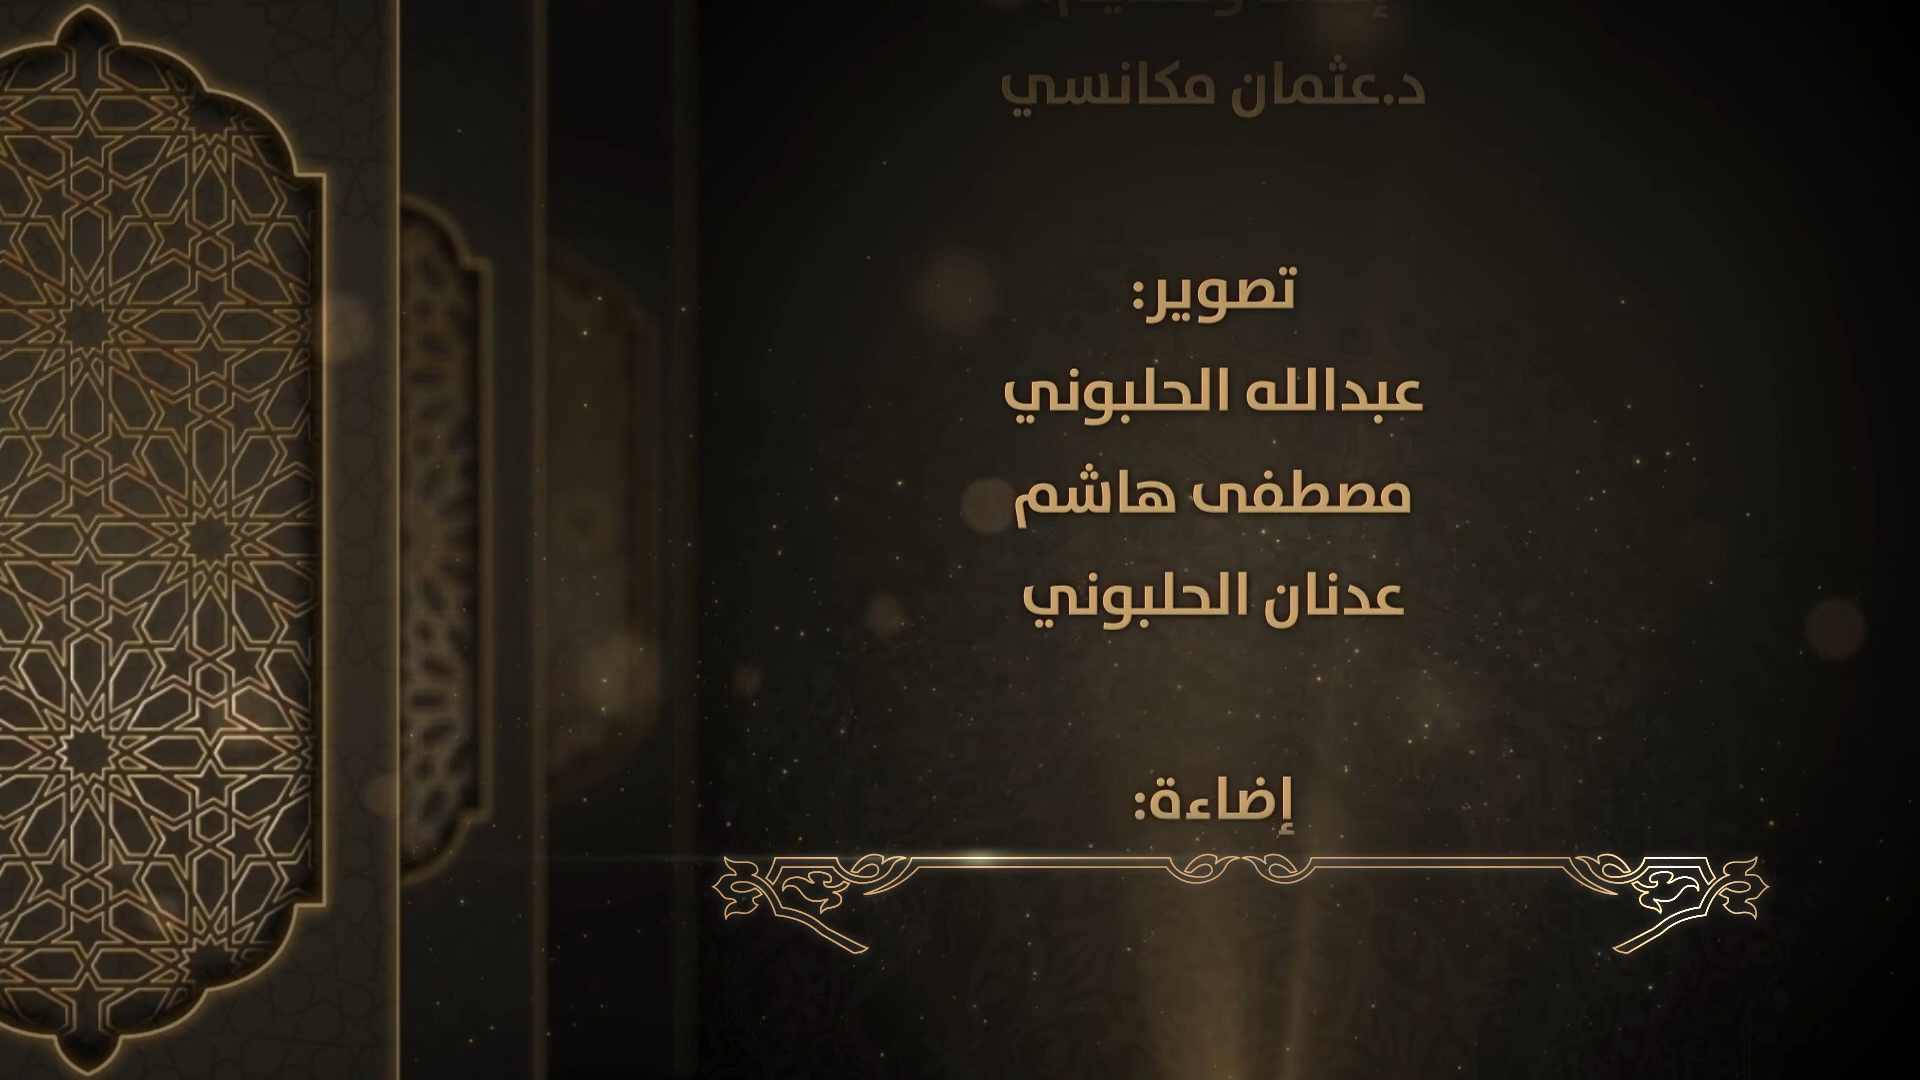 د.عثمان مكانسي
تصوير:
عبدالله الحلبوني
مصطفى هاشم
عدنان الحلبوني
إضاءة: